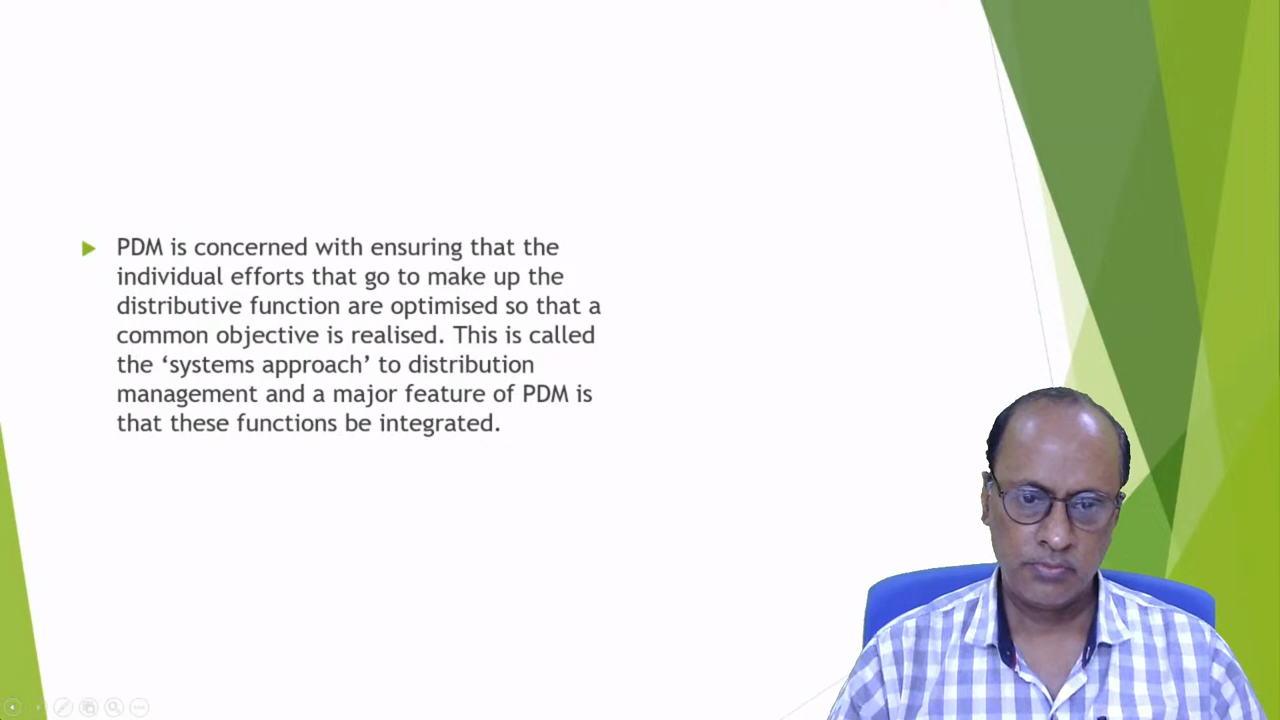 PDM is concerned with ensuring that the
individual efforts that go to make up the
distributive function are optimised so that a
common objective is realised. This is called
the ‘systems approach’ to distribution
management and a major feature of PDM is
that these functions be integrated.